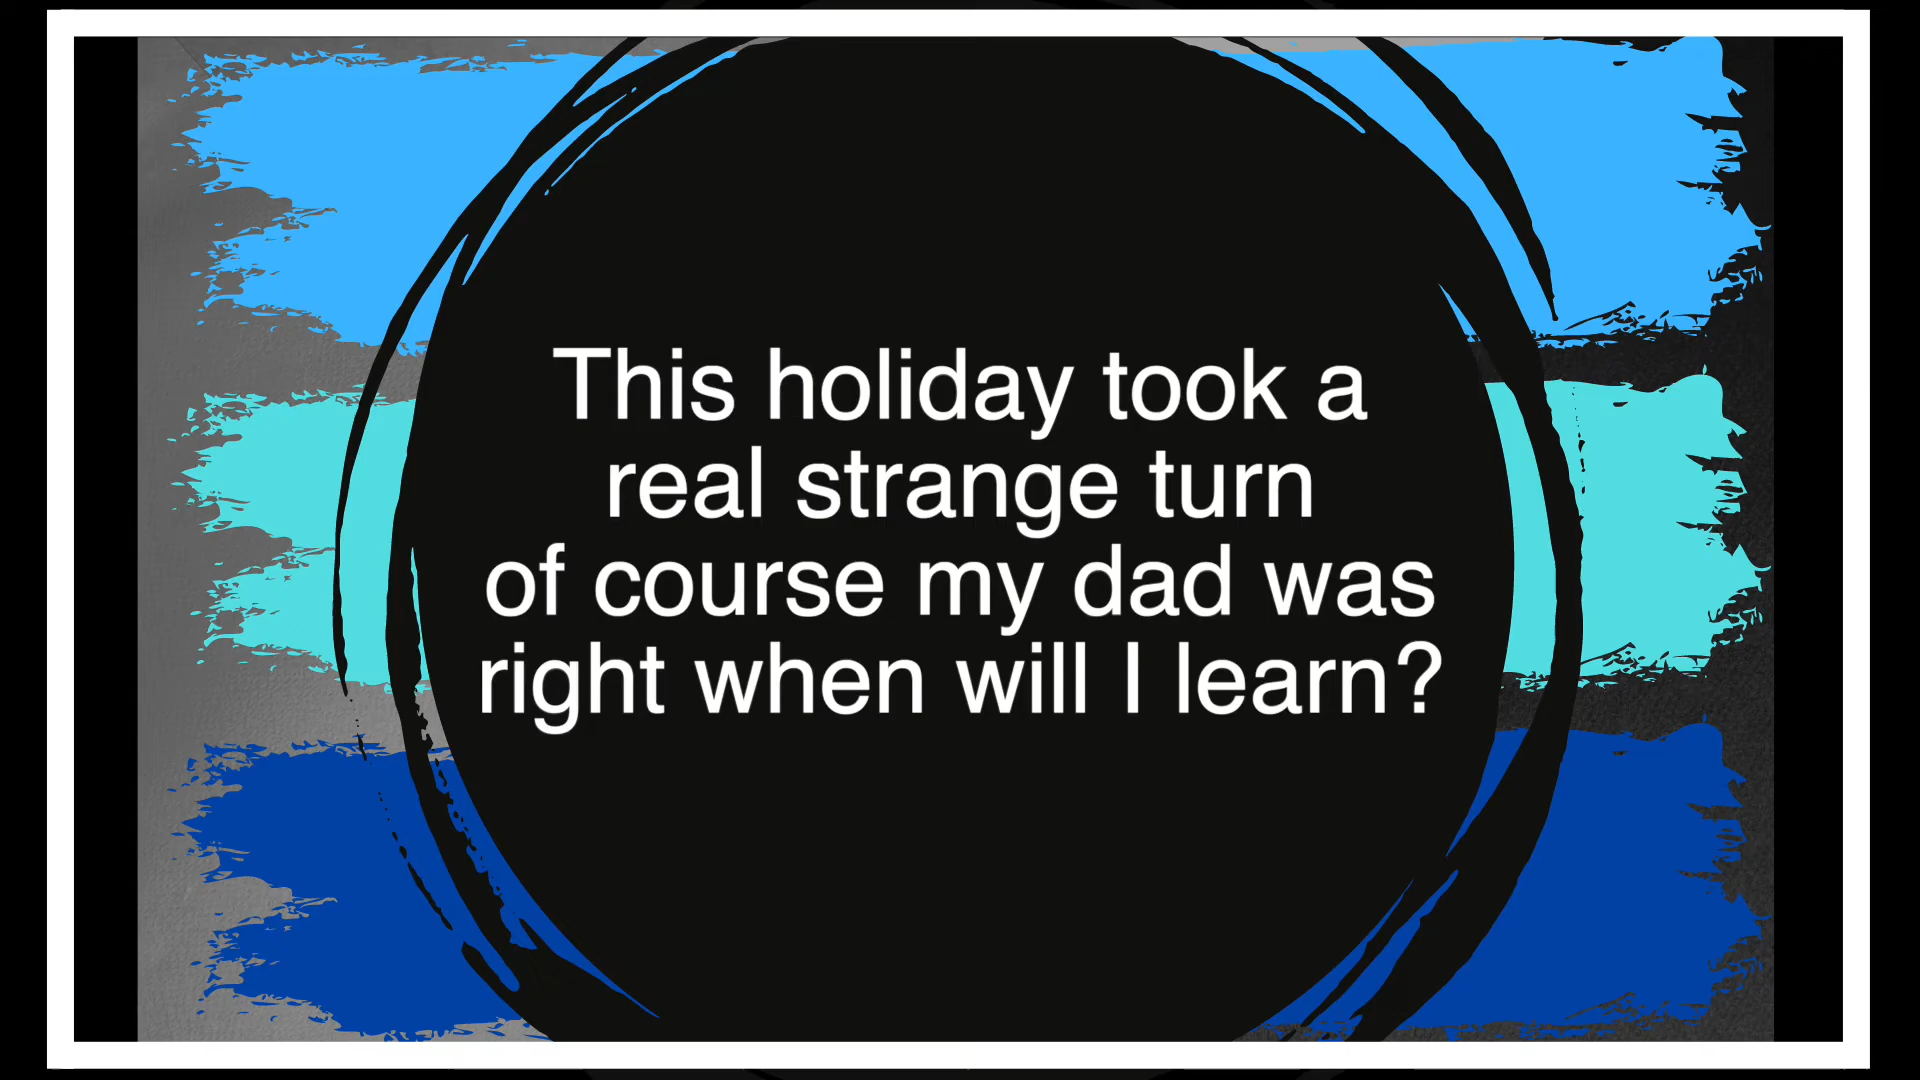 This holiday took a
real strange turn
of course my dad was
right when will I learn?